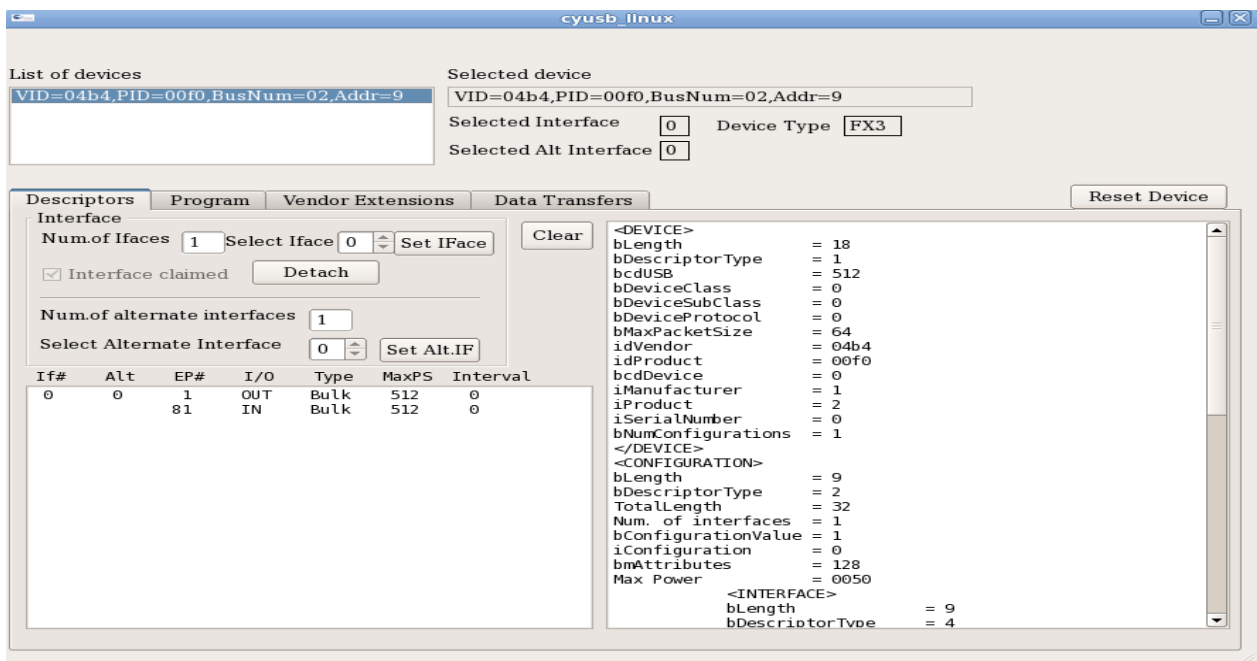 cyusb_linux
List of devices
VID=04b4,PID=00f0,BusNum=02,Addr=9
Selected device
VID=04b4,PID=00f0,BusNum=02,Addr=9
Selected Interface 0 Device Type FX3
Selected Alt Interface 0
Descriptors Program Vendor Extensions Data Transfers Reset Device
Interface
Num.of Ifaces 1 Select Iface 0 Set IFace
Interface claimed Detach
Num.of alternate interfaces 1
Select Alternate Interface 0 Set Alt.IF
Clear
If# Alt EP# I/O Type MaxPS Interval
0 0 1 OUT Bulk 512 0
81 IN Bulk 512 0
<DEVICE>
bLength = 18
bDescriptorType = 1
bcdUSB = 512
bDeviceClass = 0
bDeviceSubClass = 0
bDeviceProtocol = 0
bMaxPacketSize = 64
idVendor = 04b4
idProduct = 00f0
bcdDevice = 0
iManufacturer = 1
iProduct = 2
iSerialNumber = 0
bNumConfigurations = 1
</DEVICE>
<CONFIGURATION>
bLength = 9
bDescriptorType = 2
TotalLength = 32
Num. of interfaces = 1
bConfigurationValue = 1
iConfiguration = 0
bmAttributes = 128
Max Power = 0050
<INTERFACE>
bLength = 9
bDescriptorType = 4